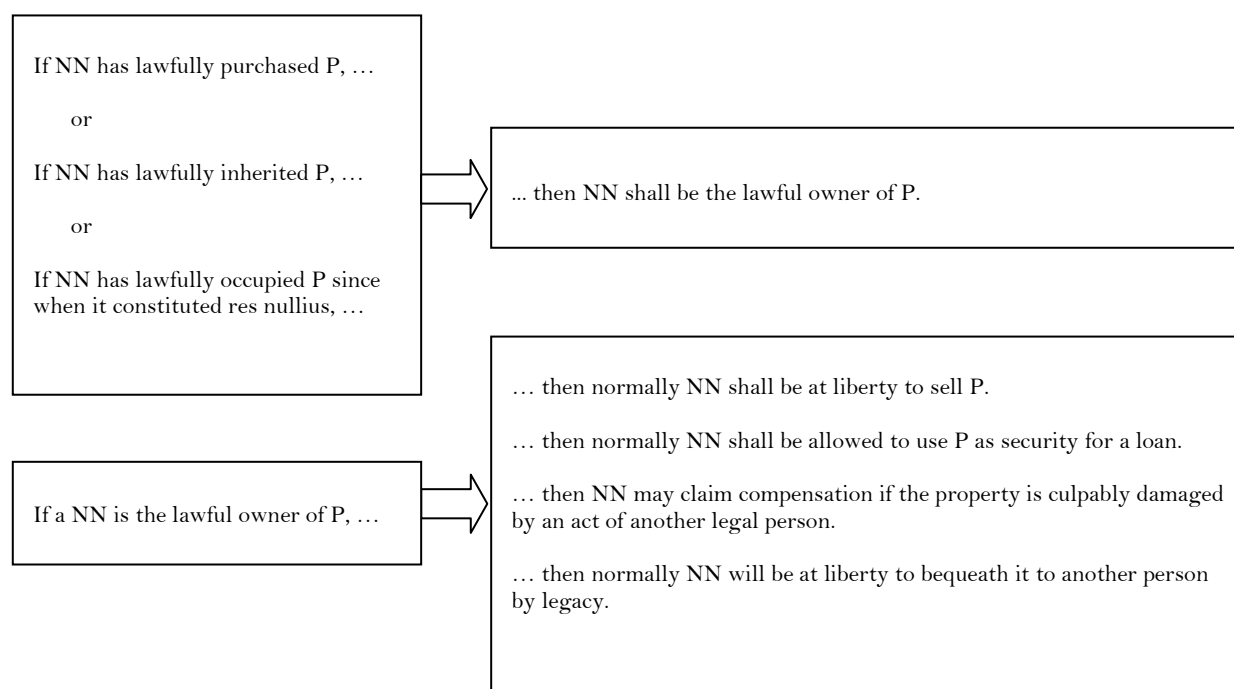 If NN has lawfully purchased P, …
or
If NN has lawfully inherited P, …
or
If NN has lawfully occupied P since
when it constituted res nullius, …
... then NN shall be the lawful owner of P.
If a NN is the lawful owner of P, …
… then normally NN shall be at liberty to sell P.
… then normally NN shall be allowed to use P as security for a loan.
… then NN may claim compensation if the property is culpably damaged
by an act of another legal person.
… then normally NN will be at liberty to bequeath it to another person
by legacy.